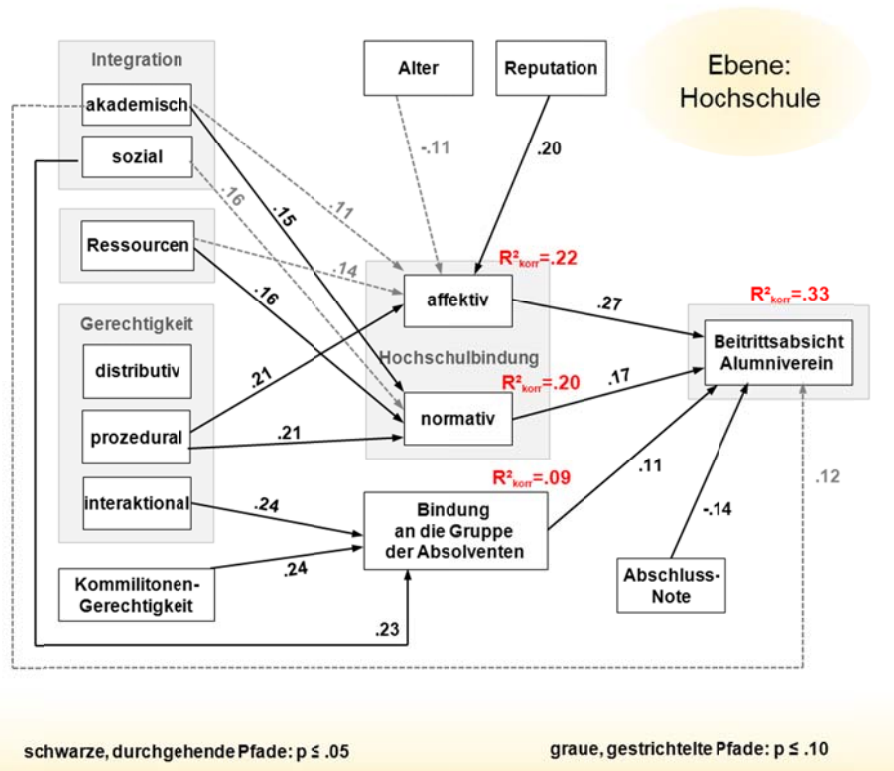 Integration
akademisch
sozial
Ressourcen
Gerechtigkeit
distributiv
prozedural
interaktional
Kommilitonen-
Gerechtigkeit
Alter
Reputation
Ebene:
Hochschule
-.11
.20
.11
.16
.15
.14
.16
.21
.21
.24
.24
.23
R²korr=.22
affektiv
Hochschulbindung
R²korr=.20
normativ
R²korr=.09
Bindung
an die Gruppe
der Absolventen
.27
.17
.11
-.14
.12
R²korr=.33
Beitrittsabsicht
Alumniverein
Abschluss-
Note
schwarze, durchgehende Pfade: p ≤ .05
graue, gestrichtelte Pfade: p ≤ .10